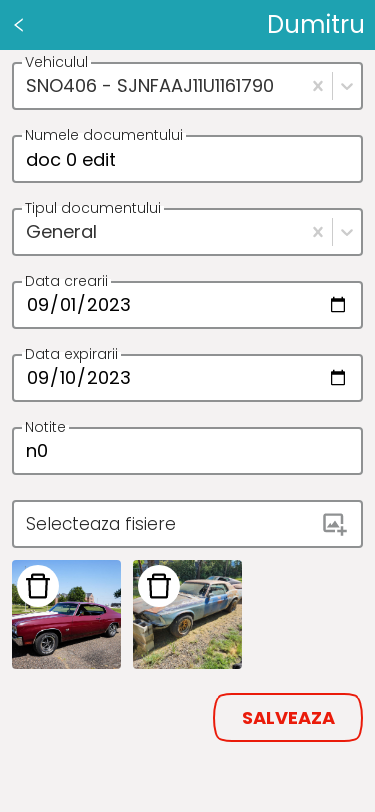 Dumitru
Vehiculul
SNO406 - SJNFAAJ11U1161790
Numele documentului
doc 0 edit
Tipul documentului
General
Data crearii
09/01/2023
Data expirarii
09/10/2023
Notite
n0
Selecteaza fisiere
SALVEAZA